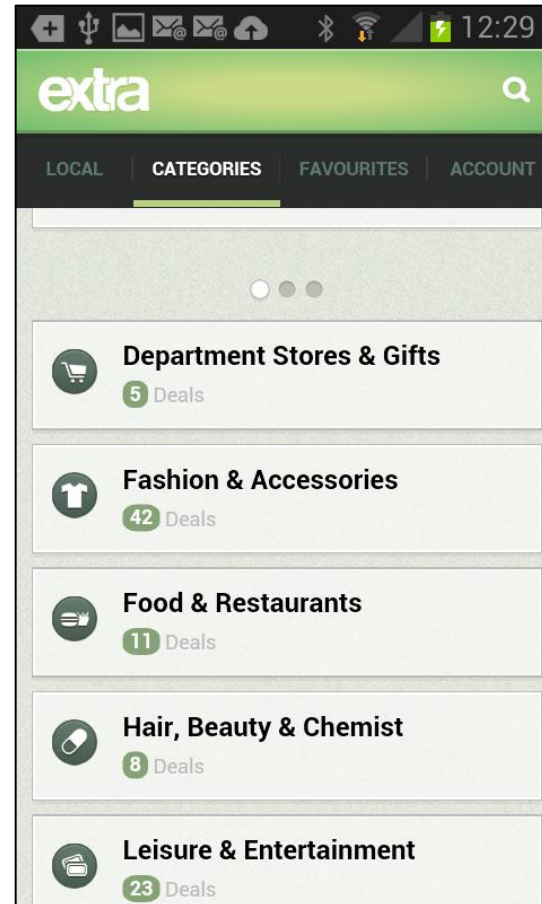 12:29
extra
LOCAL CATEGORIES FAVOURITES ACCOUNT
Department Stores & Gifts
5 Deals
Fashion & Accessories
42 Deals
Food & Restaurants
11 Deals
Hair, Beauty & Chemist
8 Deals
Leisure & Entertainment
23 Deals